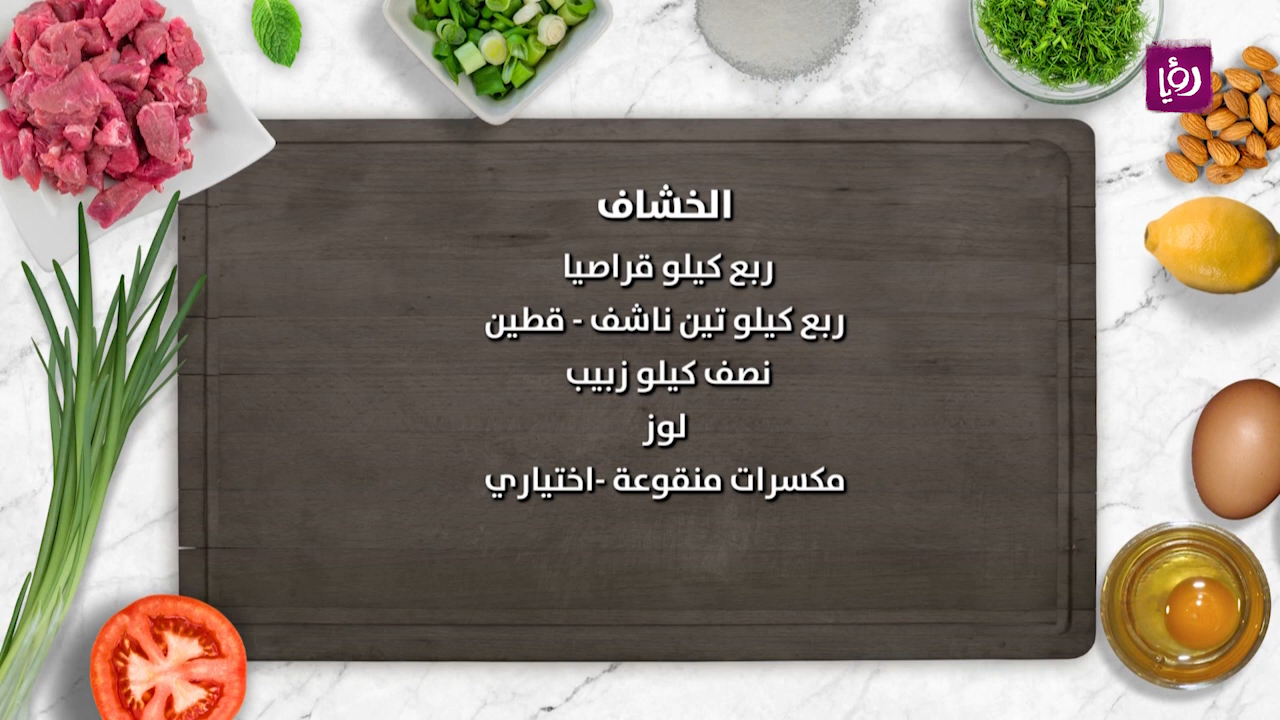 رؤيا
الخشاف
ربع كيلو قراصيا
ربع كيلو تين ناشف - قطين
نصف كيلو زبيب
لوز
مكسرات منقوعة -اختياري